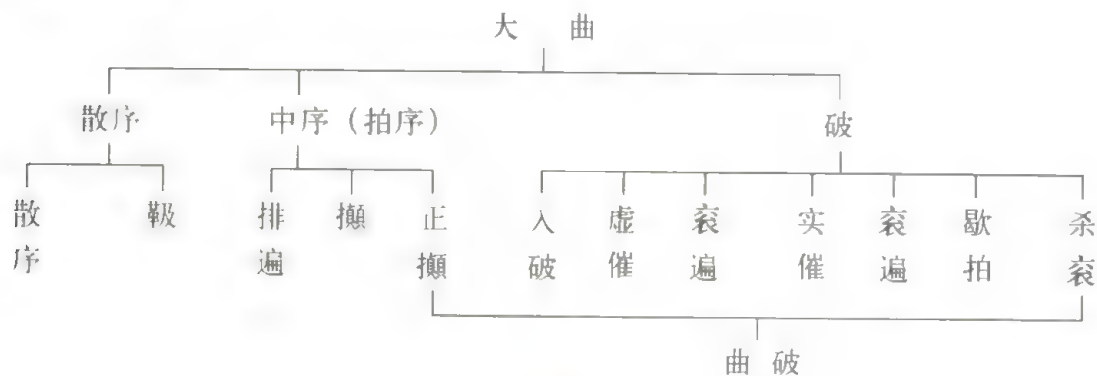 大曲
散序 中序（拍序） 破
散序 靸 排遍 攧 正攧 入破 虚催 衮遍 实催 衮遍 歇拍 杀衮
曲破